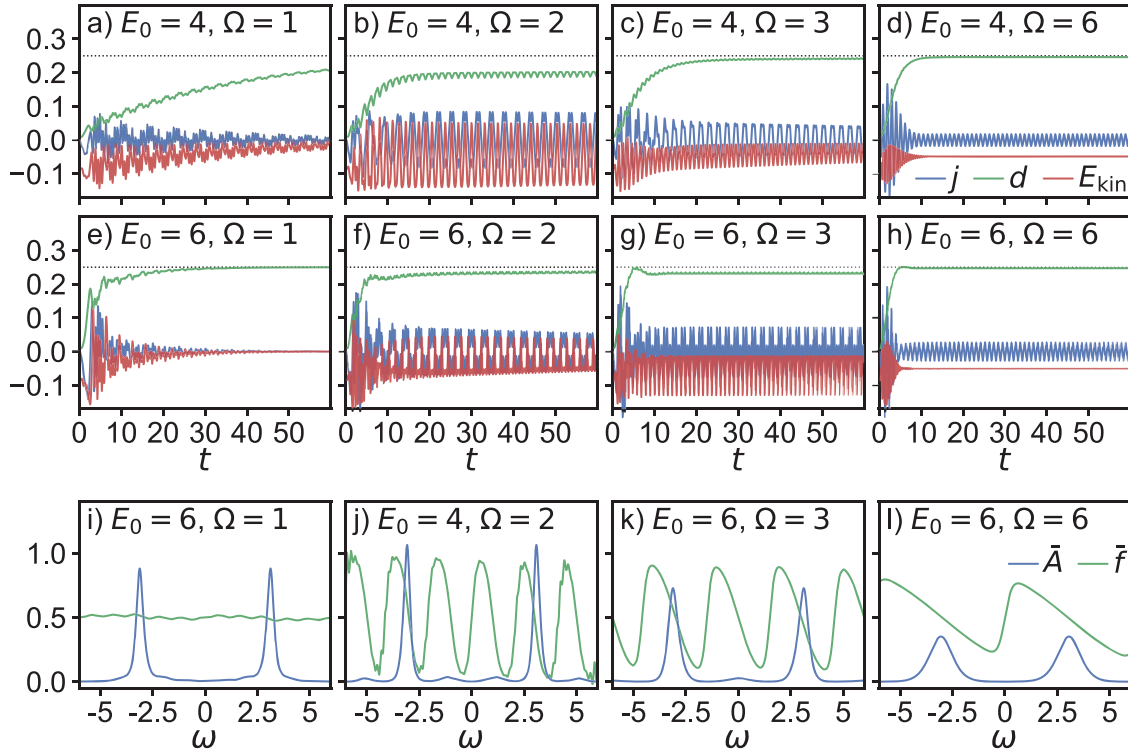 a) E₀ = 4, Ω = 1
b) E₀ = 4, Ω = 2
c) E₀ = 4, Ω = 3
d) E₀ = 4, Ω = 6
0.3
0.2
0.1
0.0
−0.1
j
d
E_kin
e) E₀ = 6, Ω = 1
f) E₀ = 6, Ω = 2
g) E₀ = 6, Ω = 3
h) E₀ = 6, Ω = 6
0.3
0.2
0.1
0.0
−0.1
0 10 20 30 40 50
0 10 20 30 40 50
0 10 20 30 40 50
0 10 20 30 40 50
t
t
t
t
i) E₀ = 6, Ω = 1
j) E₀ = 4, Ω = 2
k) E₀ = 6, Ω = 3
l) E₀ = 6, Ω = 6
Ā
f̄
1.0
0.5
0.0
-5 -2.5 0 2.5 5
-5 -2.5 0 2.5 5
-5 -2.5 0 2.5 5
-5 -2.5 0 2.5 5
ω
ω
ω
ω